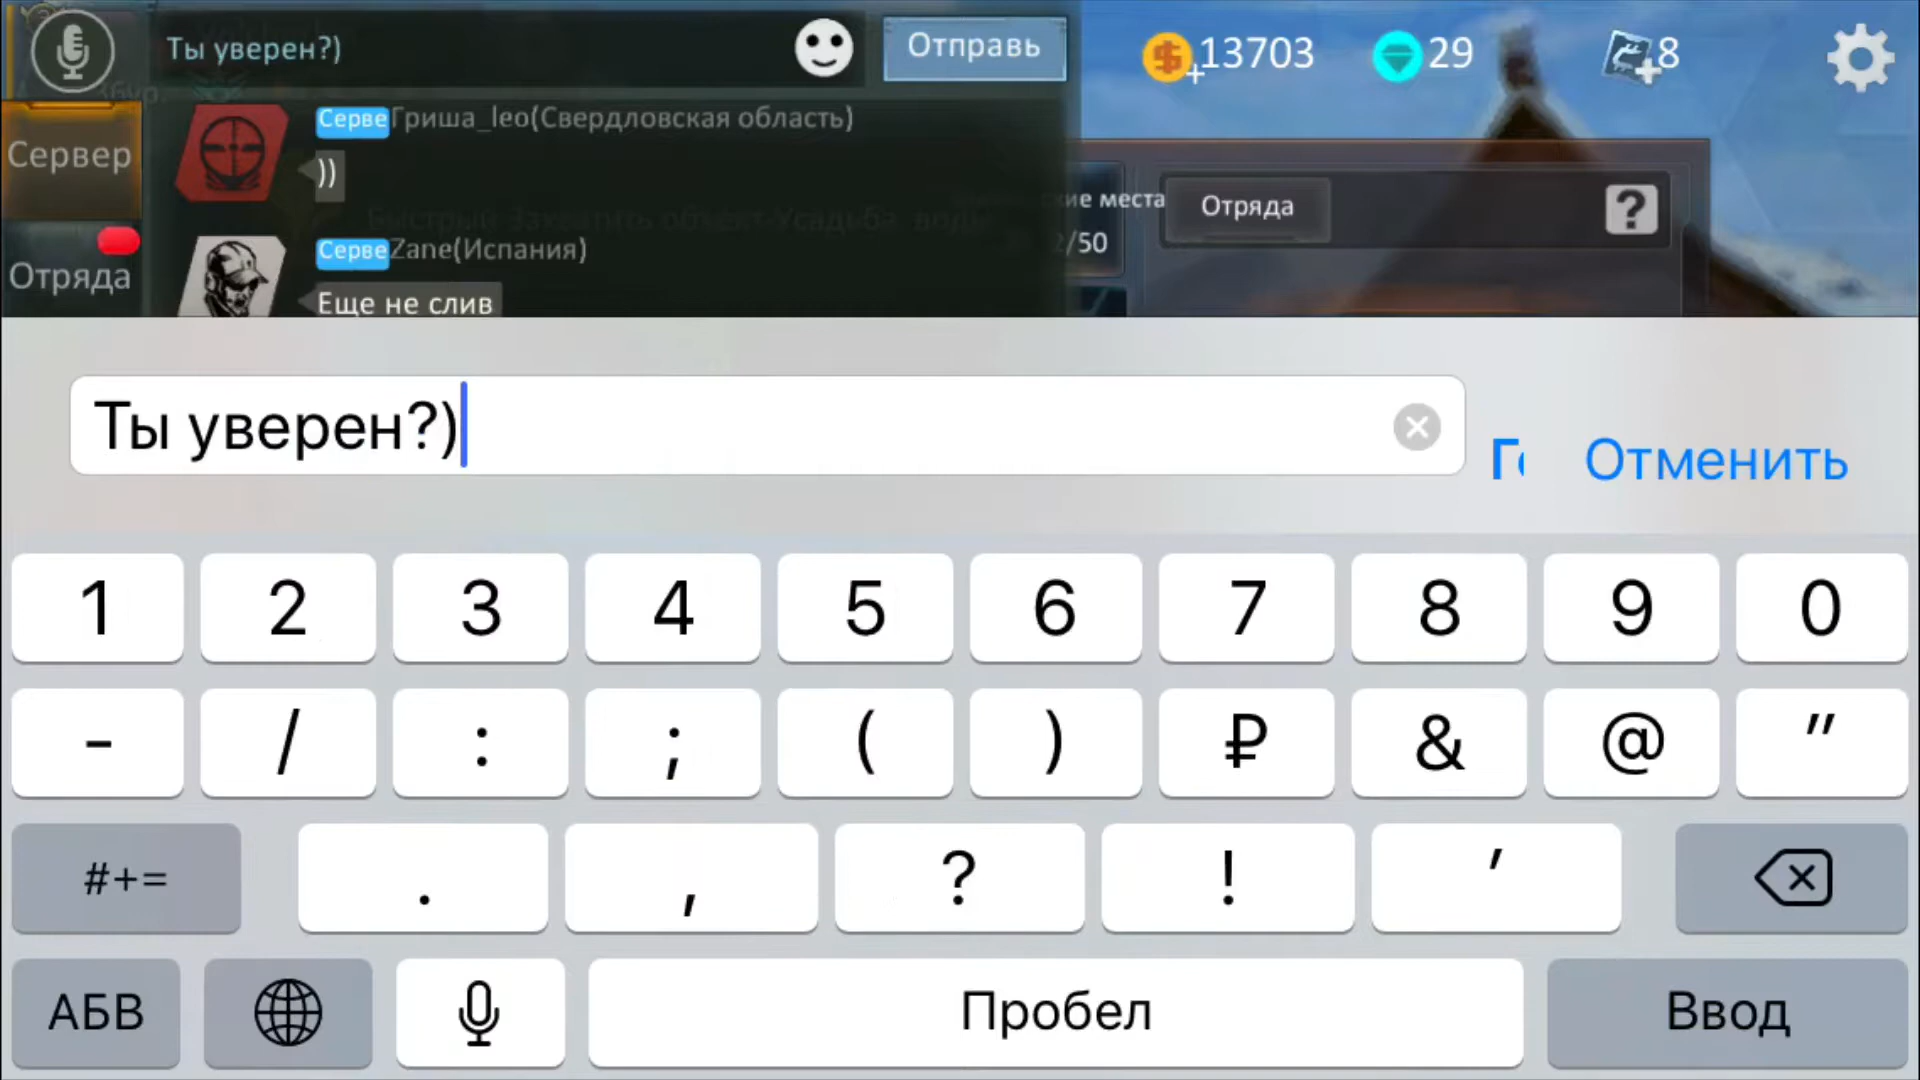 Ты уверен?)
Отправь
13703
29
8
Сервер
Серве Гриша_leo(Свердловская область)
))
Отряда
Серве Zane(Испания)
Еще не слив
места
/50
Отряда
?
Ты уверен?)
Отменить
1 2 3 4 5 6 7 8 9 0
- / : ; ( ) ₽ & @ "
#+= . , ? ! '
АБВ Пробел Ввод